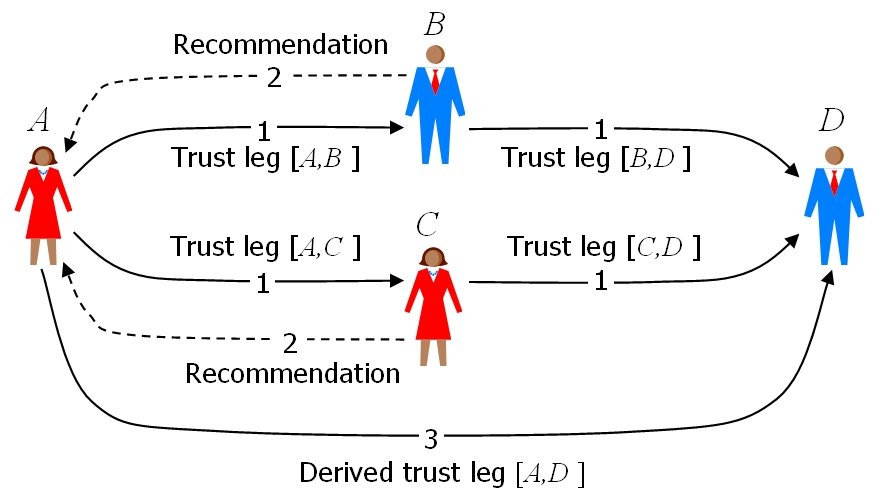 B
Recommendation
2
A
D
1
1
Trust leg [A,B ]
Trust leg [B,D ]
C
Trust leg [A,C ]
Trust leg [C,D ]
1
1
2
Recommendation
3
Derived trust leg [A,D ]